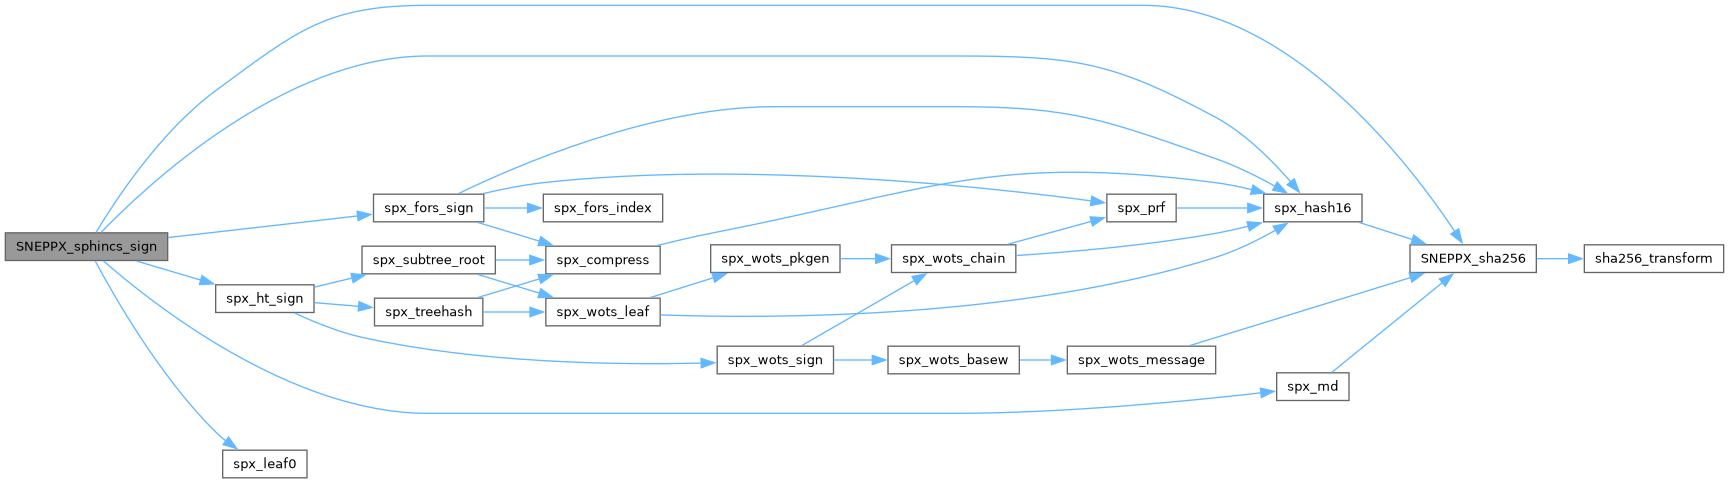 SNEPPX_sphincs_sign
spx_fors_sign
spx_fors_index
spx_prf
spx_hash16
spx_subtree_root
spx_compress
spx_wots_pkgen
spx_wots_chain
SNEPPX_sha256
sha256_transform
spx_ht_sign
spx_treehash
spx_wots_leaf
spx_wots_sign
spx_wots_basew
spx_wots_message
spx_md
spx_leaf0